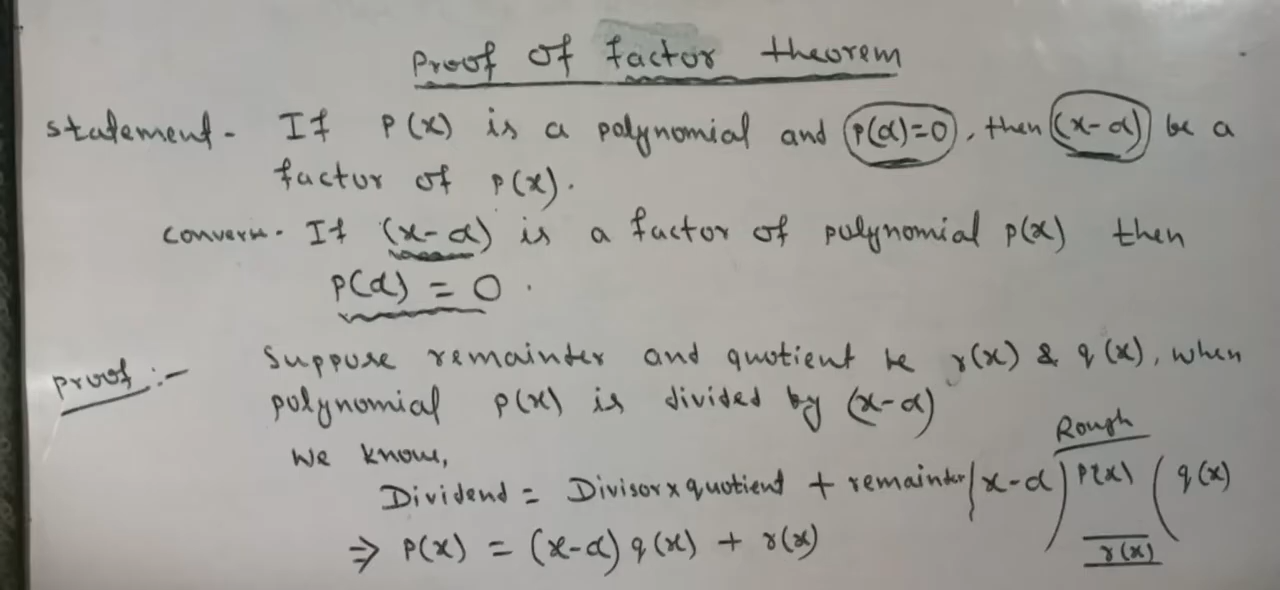 Proof of factor theorem
statement - If P(x) is a polynomial and P(α)=0, then (x-α) be a
factor of P(x).
converse - If (x-α) is a factor of polynomial p(x) then
P(α) = 0.
Proof :- Suppose remainder and quotient be r(x) & q(x), when
polynomial p(x) is divided by (x-α)
We know,
Rough
Dividend = Divisor x quotient + remainder x-α) P(x) (q(x)
⇒ P(x) = (x-α) q(x) + r(x)
r(x)